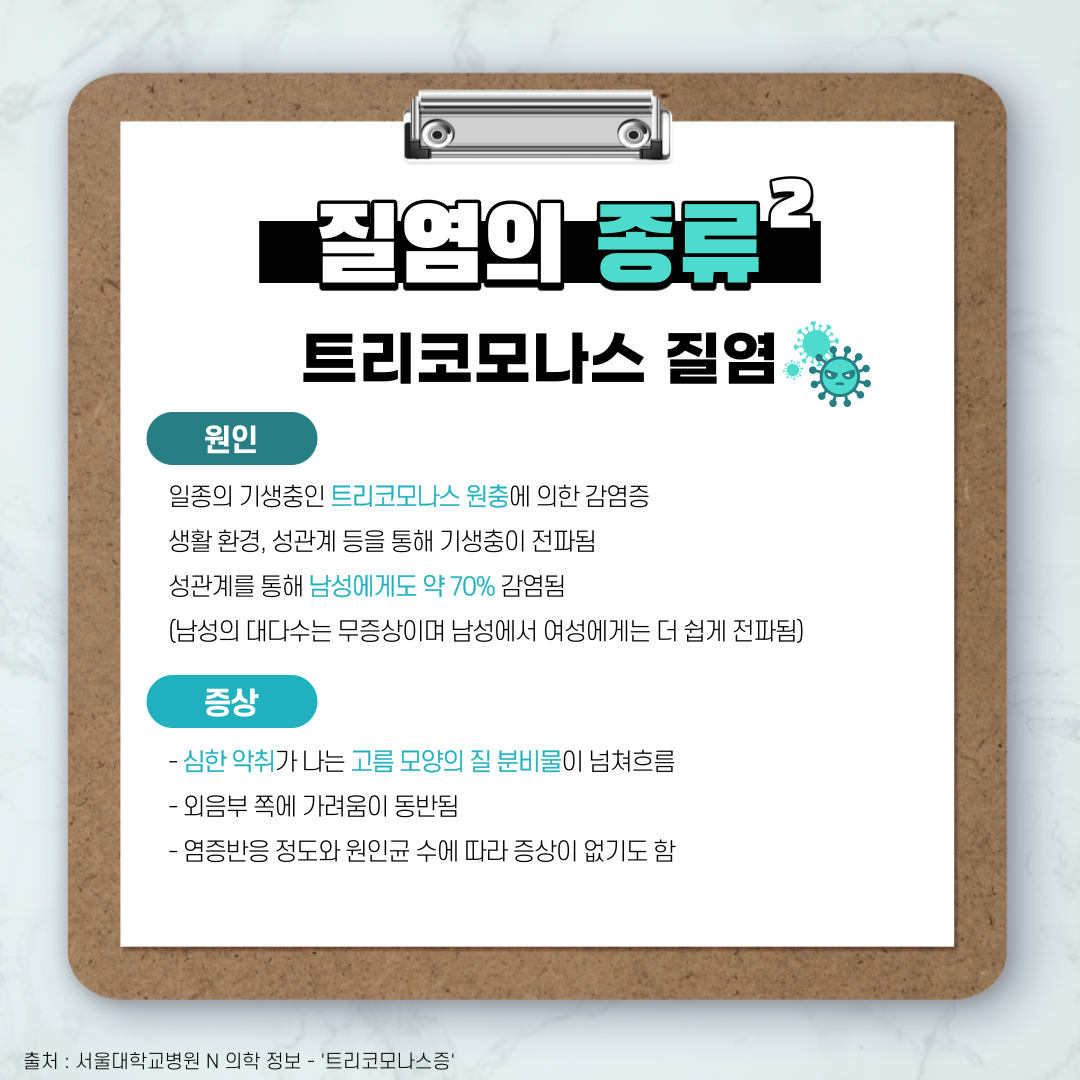 질염의 종류 2
트리코모나스 질염
원인
일종의 기생충인 트리코모나스 원충에 의한 감염증
생활 환경, 성관계 등을 통해 기생충이 전파됨
성관계를 통해 남성에게도 약 70% 감염됨
(남성의 대다수는 무증상이며 남성에서 여성에게는 더 쉽게 전파됨)
증상
- 심한 악취가 나는 고름 모양의 질 분비물이 넘쳐흐름
- 외음부 쪽에 가려움이 동반됨
- 염증반응 정도와 원인균 수에 따라 증상이 없기도 함
출처 : 서울대학교병원 N 의학 정보 - '트리코모나스증'